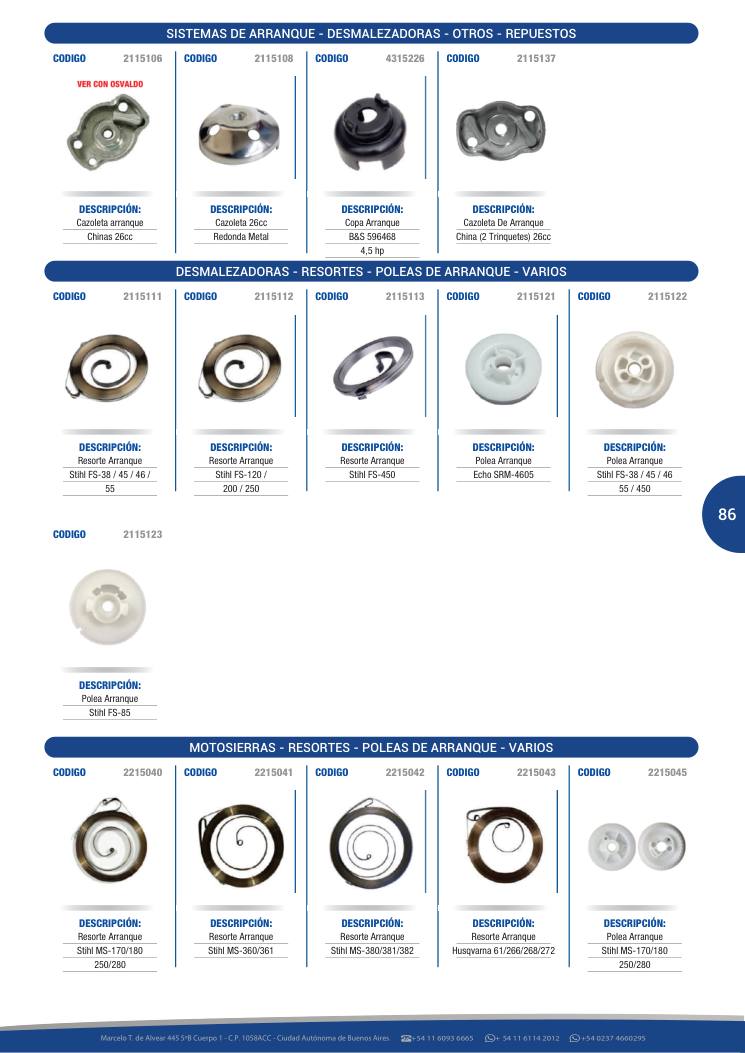 SISTEMAS DE ARRANQUE - DESMALEZADORAS - OTROS - REPUESTOS
CODIGO 2115106
VER CON OSVALDO
DESCRIPCIÓN:
Cazoleta arranque
Chinas 26cc
CODIGO 2115108
DESCRIPCIÓN:
Cazoleta 26cc
Redonda Metal
CODIGO 4315226
DESCRIPCIÓN:
Copa Arranque
B&S 596468
4,5 hp
CODIGO 2115137
DESCRIPCIÓN:
Cazoleta De Arranque
China (2 Trinquetes) 26cc
DESMALEZADORAS - RESORTES - POLEAS DE ARRANQUE - VARIOS
CODIGO 2115111
DESCRIPCIÓN:
Resorte Arranque
Stihl FS-38 / 45 / 46 /
55
CODIGO 2115112
DESCRIPCIÓN:
Resorte Arranque
Stihl FS-120 /
200 / 250
CODIGO 2115113
DESCRIPCIÓN:
Resorte Arranque
Stihl FS-450
CODIGO 2115121
DESCRIPCIÓN:
Polea Arranque
Echo SRM-4605
CODIGO 2115122
DESCRIPCIÓN:
Polea Arranque
Stihl FS-38 / 45 / 46
55 / 450
86
CODIGO 2115123
DESCRIPCIÓN:
Polea Arranque
Stihl FS-85
MOTOSIERRAS - RESORTES - POLEAS DE ARRANQUE - VARIOS
CODIGO 2215040
DESCRIPCIÓN:
Resorte Arranque
Stihl MS-170/180
250/280
CODIGO 2215041
DESCRIPCIÓN:
Resorte Arranque
Stihl MS-360/361
CODIGO 2215042
DESCRIPCIÓN:
Resorte Arranque
Stihl MS-380/381/382
CODIGO 2215043
DESCRIPCIÓN:
Resorte Arranque
Husqvarna 61/266/268/272
CODIGO 2215045
DESCRIPCIÓN:
Polea Arranque
Stihl MS-170/180
250/280
Marcelo T. de Alvear 445 5ºB Cuerpo 1 - C.P. 1058ACC - Ciudad Autónoma de Buenos Aires. +54 11 6093 6665 + 54 11 6114 2012 +54 0237 4660295